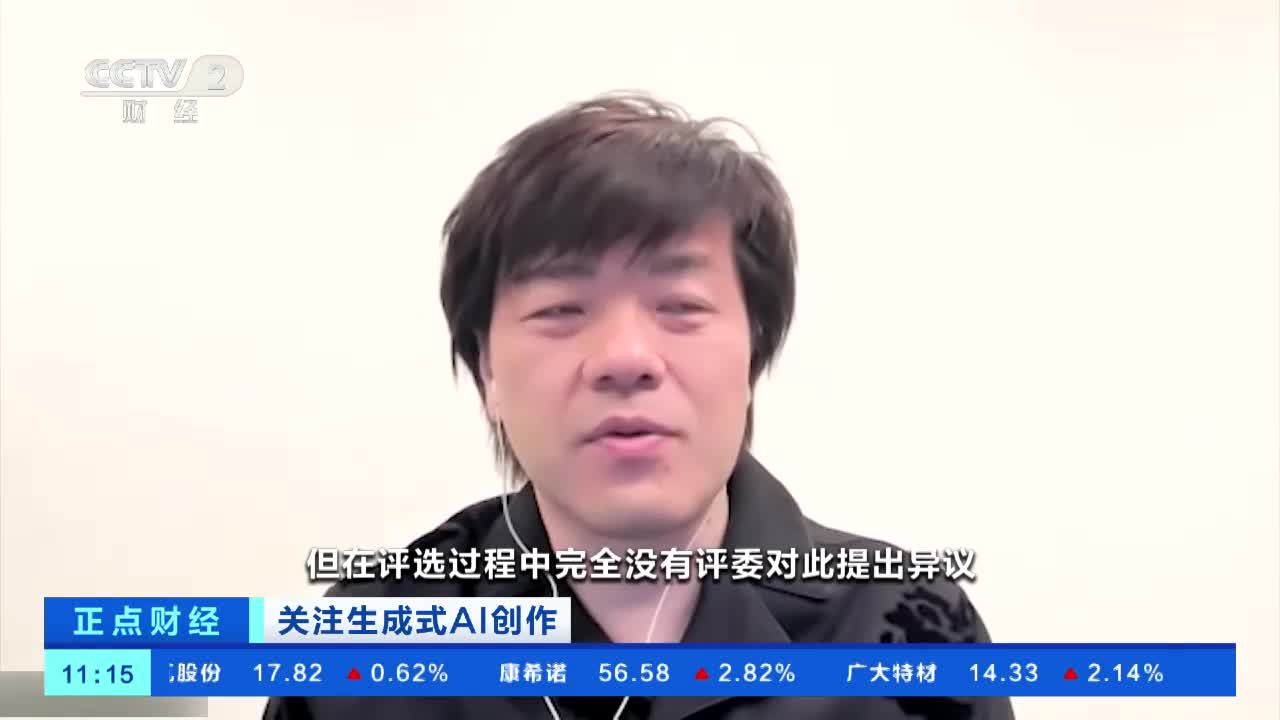 CCTV 2
财经
但在评选过程中完全没有评委对此提出异议
正点财经
关注生成式AI创作
11:15
股份 17.82 ▲ 0.62% 康希诺 56.58 ▲ 2.82% 广大特材 14.33 ▲ 2.14%